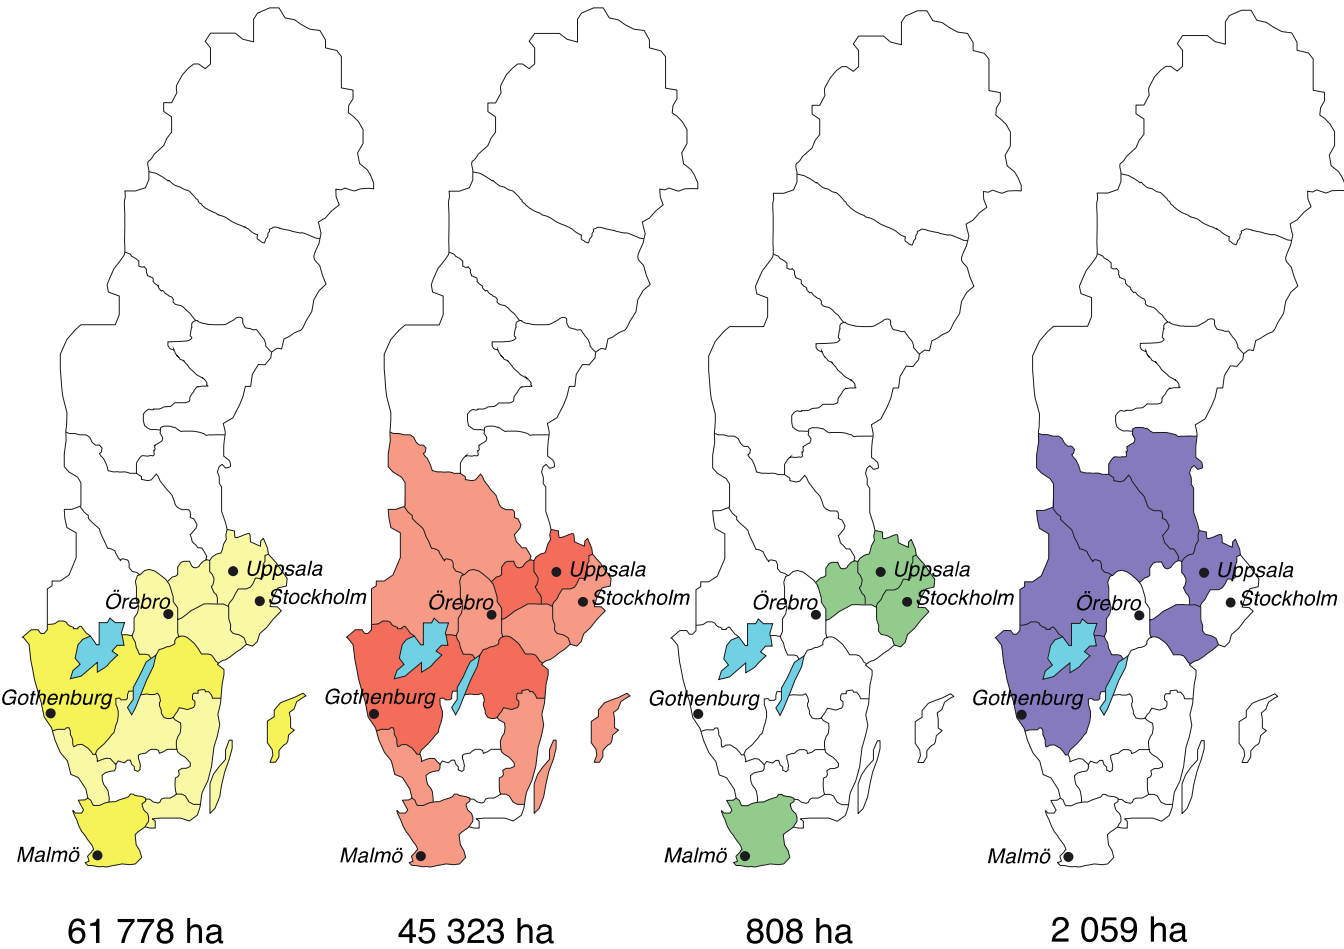 Uppsala
Stockholm
Örebro
Gothenburg
Malmö
61 778 ha
Uppsala
Stockholm
Örebro
Gothenburg
Malmö
45 323 ha
Uppsala
Stockholm
Örebro
Gothenburg
Malmö
808 ha
Uppsala
Stockholm
Örebro
Gothenburg
Malmö
2 059 ha